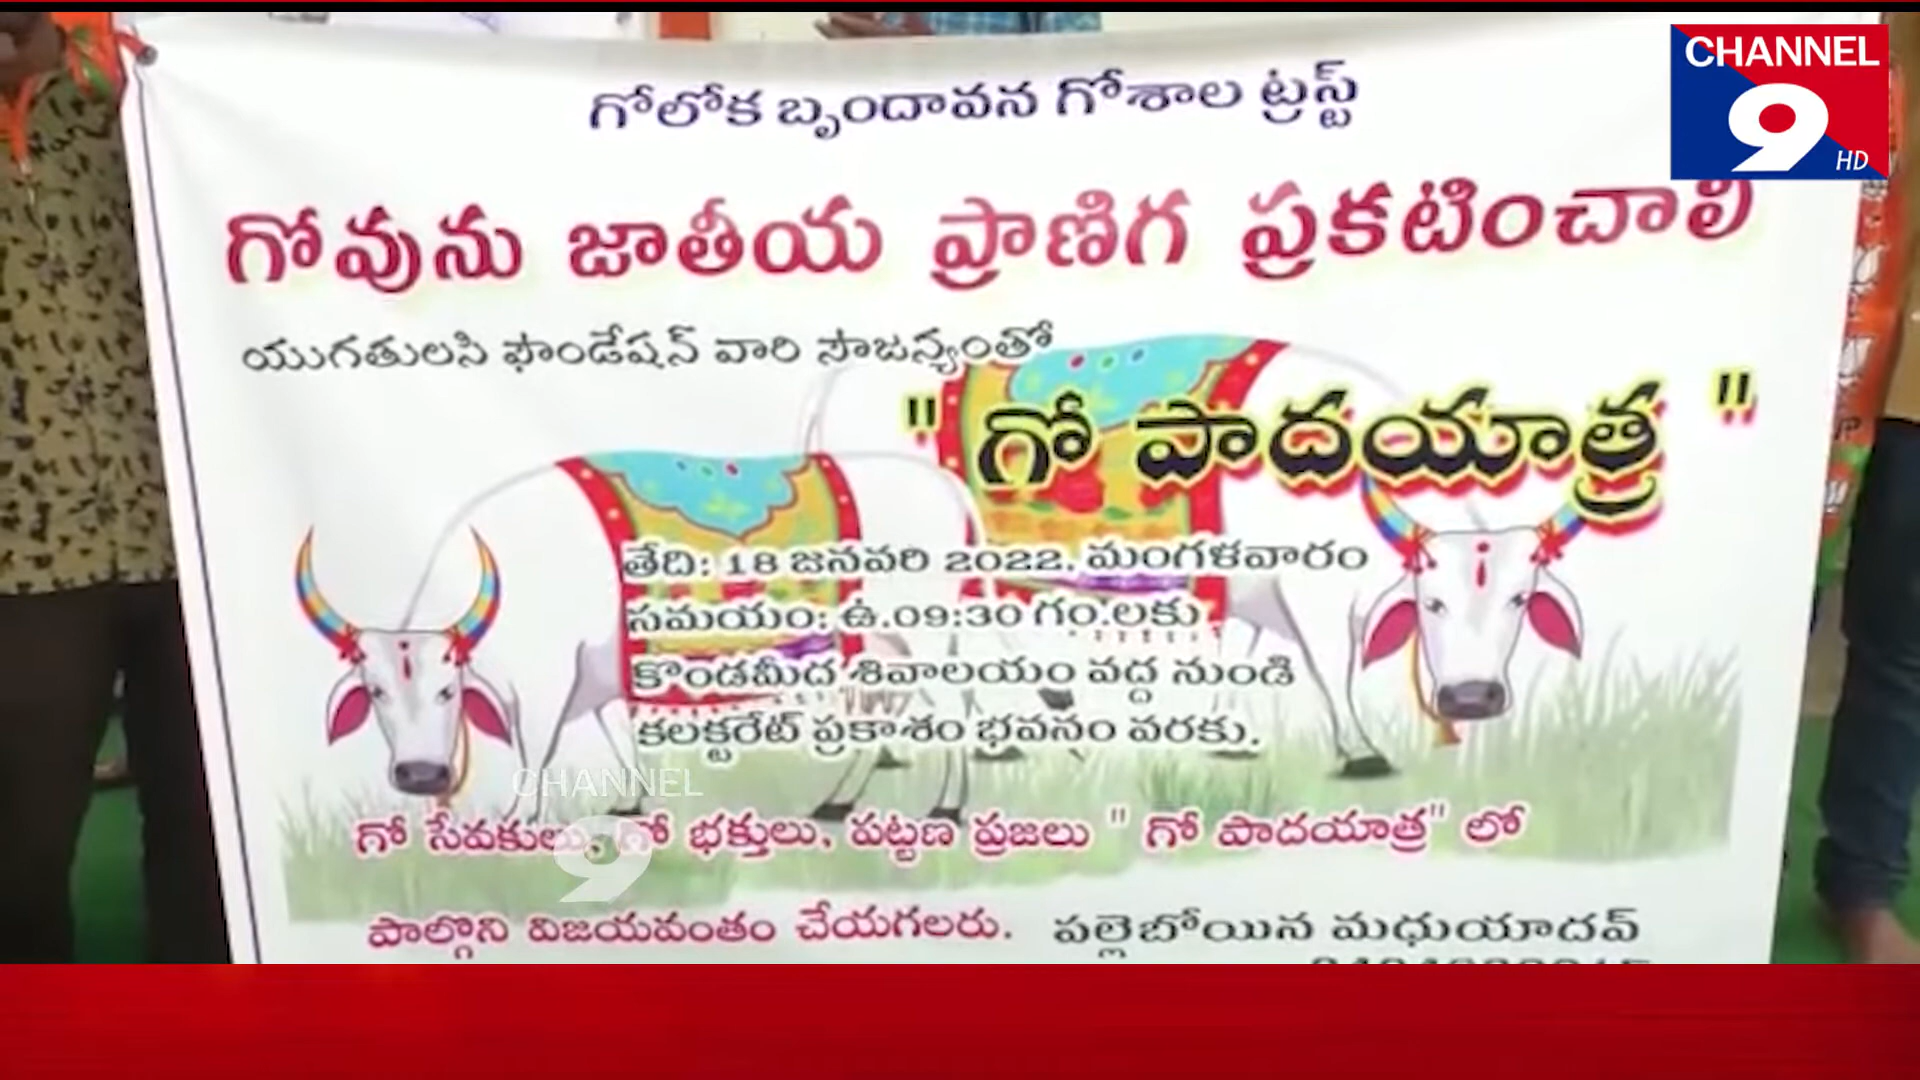 గోలోక బృందావన గోశాల ట్రస్ట్
CHANNEL
9
HD
గోవును జాతీయ ప్రాణిగ ప్రకటించాలి
యుగతులసి ఫౌండేషన్ వారి సౌజన్యంతో
" గో పాదయాత్ర "
తేది: 18 జనవరి 2022. మంగళవారం
సమయం: ఉ.09:30 గం.లకు
కొండమీద శివాలయం వద్ద నుండి
కలక్టరేట్ ప్రకాశం భవనం వరకు.
CHANNEL
9
గో సేవకులు, గో భక్తులు, పట్టణ ప్రజలు " గో పాదయాత్ర" లో
పాల్గొని విజయవంతం చేయగలరు. పల్లెబోయిన మధుయాదవ్